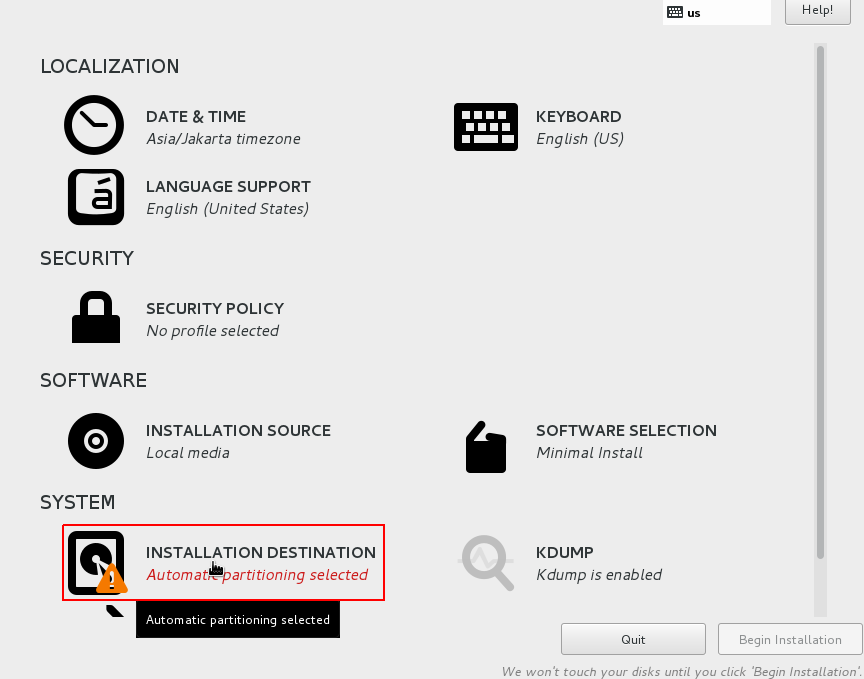 us
Help!
LOCALIZATION
DATE & TIME
Asia/Jakarta timezone
KEYBOARD
English (US)
á
LANGUAGE SUPPORT
English (United States)
SECURITY
SECURITY POLICY
No profile selected
SOFTWARE
INSTALLATION SOURCE
Local media
SOFTWARE SELECTION
Minimal Install
SYSTEM
INSTALLATION DESTINATION
Automatic partitioning selected
KDUMP
Kdump is enabled
Automatic partitioning selected
Quit
Begin Installation
We won't touch your disks until you click 'Begin Installation'.